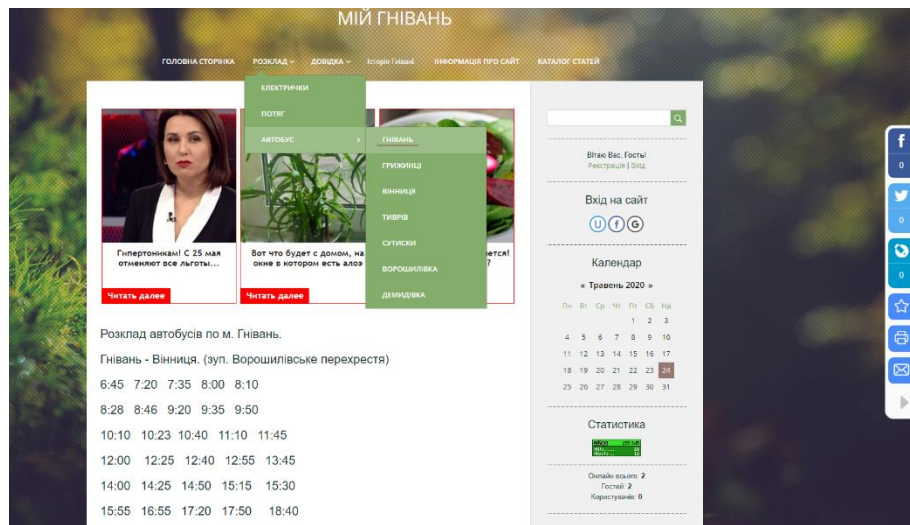 МІЙ ГНІВАНЬ
ГОЛОВНА СТОРІНКА РОЗКЛАД ДОВІДКА Історія Гнівані ІНФОРМАЦІЯ ПРО САЙТ КАТАЛОГ СТАТЕЙ
ЕЛЕКТРИЧКИ
ПОТЯГ
АВТОБУС
ГНІВАНЬ
ГРИЖИНЦІ
ВІННИЦЯ
ТИВРІВ
СУТИСКИ
ВОРОШИЛІВКА
ДЕМИДІВКА
Гипертоникам! С 25 мая
отменяют все льготы...
Читать далее
Вот что будет с домом, на
окне в котором есть алоэ
Читать далее
Розклад автобусів по м. Гнівань.
Гнівань - Вінниця. (зуп. Ворошилівське перехрестя)
6:45 7:20 7:35 8:00 8:10
8:28 8:46 9:20 9:35 9:50
10:10 10:23 10:40 11:10 11:45
12:00 12:25 12:40 12:55 13:45
14:00 14:25 14:50 15:15 15:30
15:55 16:55 17:20 17:50 18:40
Вітаю Вас, Гость!
Реєстрація | Вхід
Вхід на сайт
Календар
« Травень 2020 »
Пн Вт Ср Чт Пт Сб Нд
1 2 3
4 5 6 7 8 9 10
11 12 13 14 15 16 17
18 19 20 21 22 23 24
25 26 27 28 29 30 31
Статистика
Онлайн всього: 2
Гостей: 2
Користувачів: 0
0
0
0